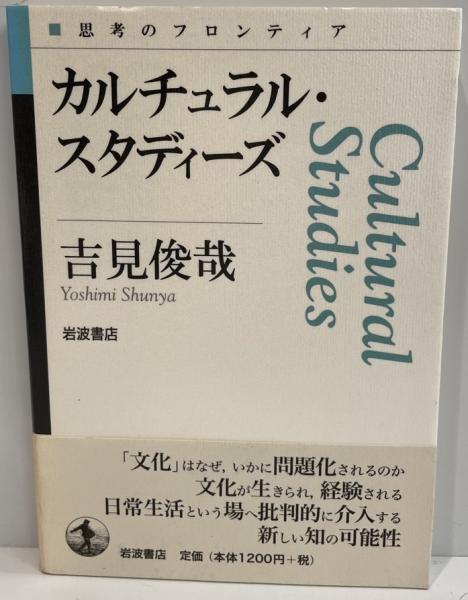 ■ 思考のフロンティア
カルチュラル・
スタディーズ
Cultural
Studies
吉見俊哉
Yoshimi Shunya
岩波書店
「文化」はなぜ，いかに問題化されるのか
文化が生きられ，経験される
日常生活という場へ批判的に介入する
新しい知の可能性
岩波書店 定価（本体1200円＋税）